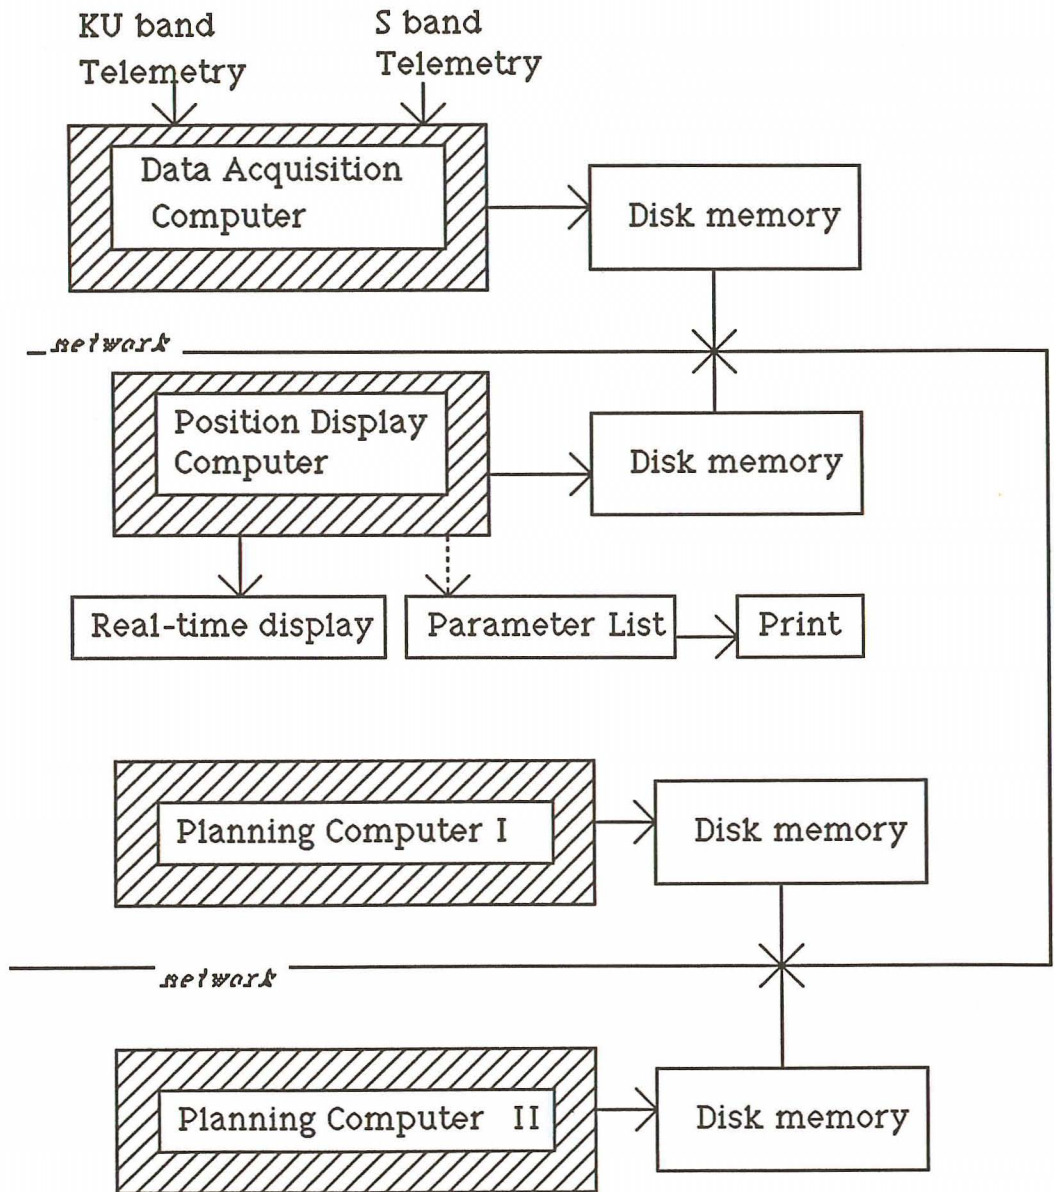 KU band
Telemetry
S band
Telemetry
Data Acquisition
Computer
Disk memory
network
Position Display
Computer
Disk memory
Real-time display
Parameter List
Print
Planning Computer I
Disk memory
network
Planning Computer II
Disk memory